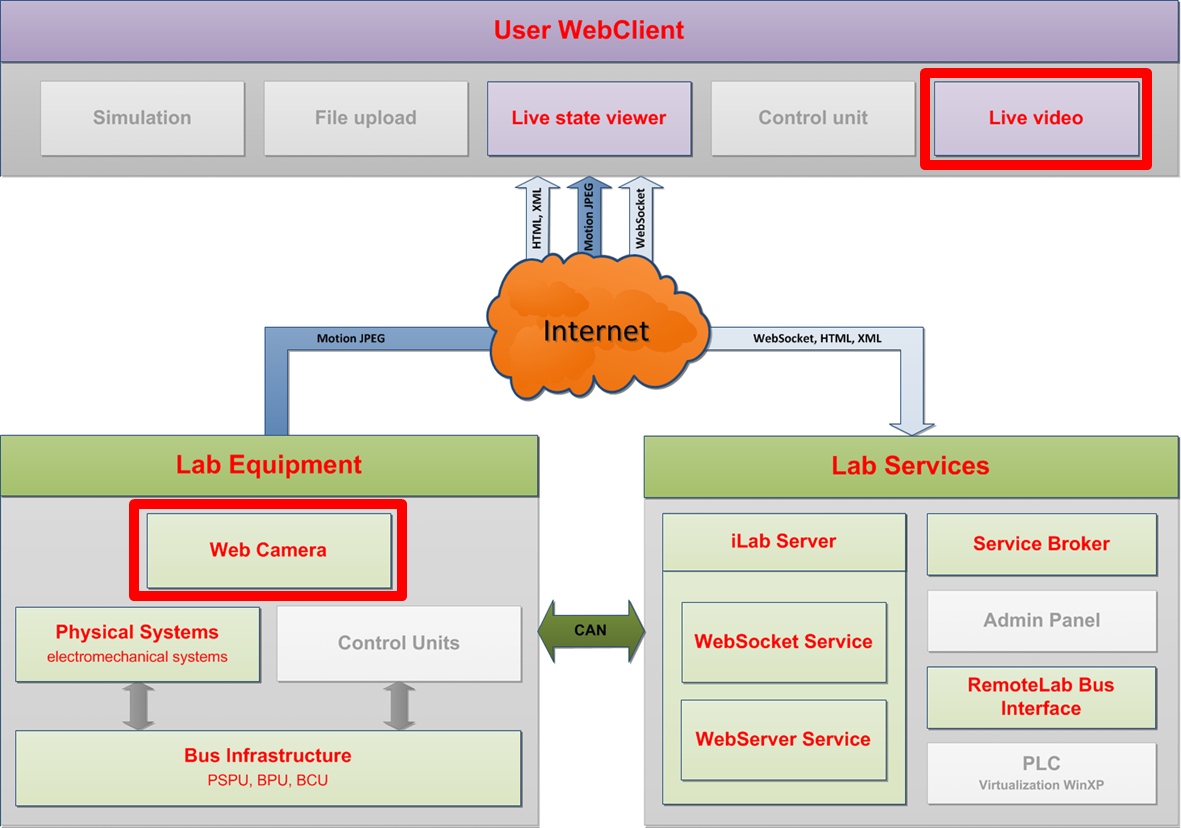 User WebClient
Simulation
File upload
Live state viewer
Control unit
Live video
HTML, XML
Motion JPEG
WebSocket
Internet
Motion JPEG
WebSocket, HTML, XML
Lab Equipment
Web Camera
Physical Systems
electromechanical systems
Control Units
Bus Infrastructure
PSPU, BPU, BCU
CAN
Lab Services
iLab Server
WebSocket Service
WebServer Service
Service Broker
Admin Panel
RemoteLab Bus
Interface
PLC
Virtualization WinXP